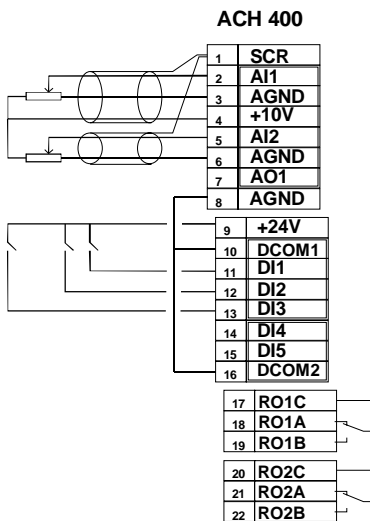 ACH 400
1 SCR
2 AI1
3 AGND
4 +10V
5 AI2
6 AGND
7 AO1
8 AGND
9 +24V
10 DCOM1
11 DI1
12 DI2
13 DI3
14 DI4
15 DI5
16 DCOM2
17 RO1C
18 RO1A
19 RO1B
20 RO2C
21 RO2A
22 RO2B